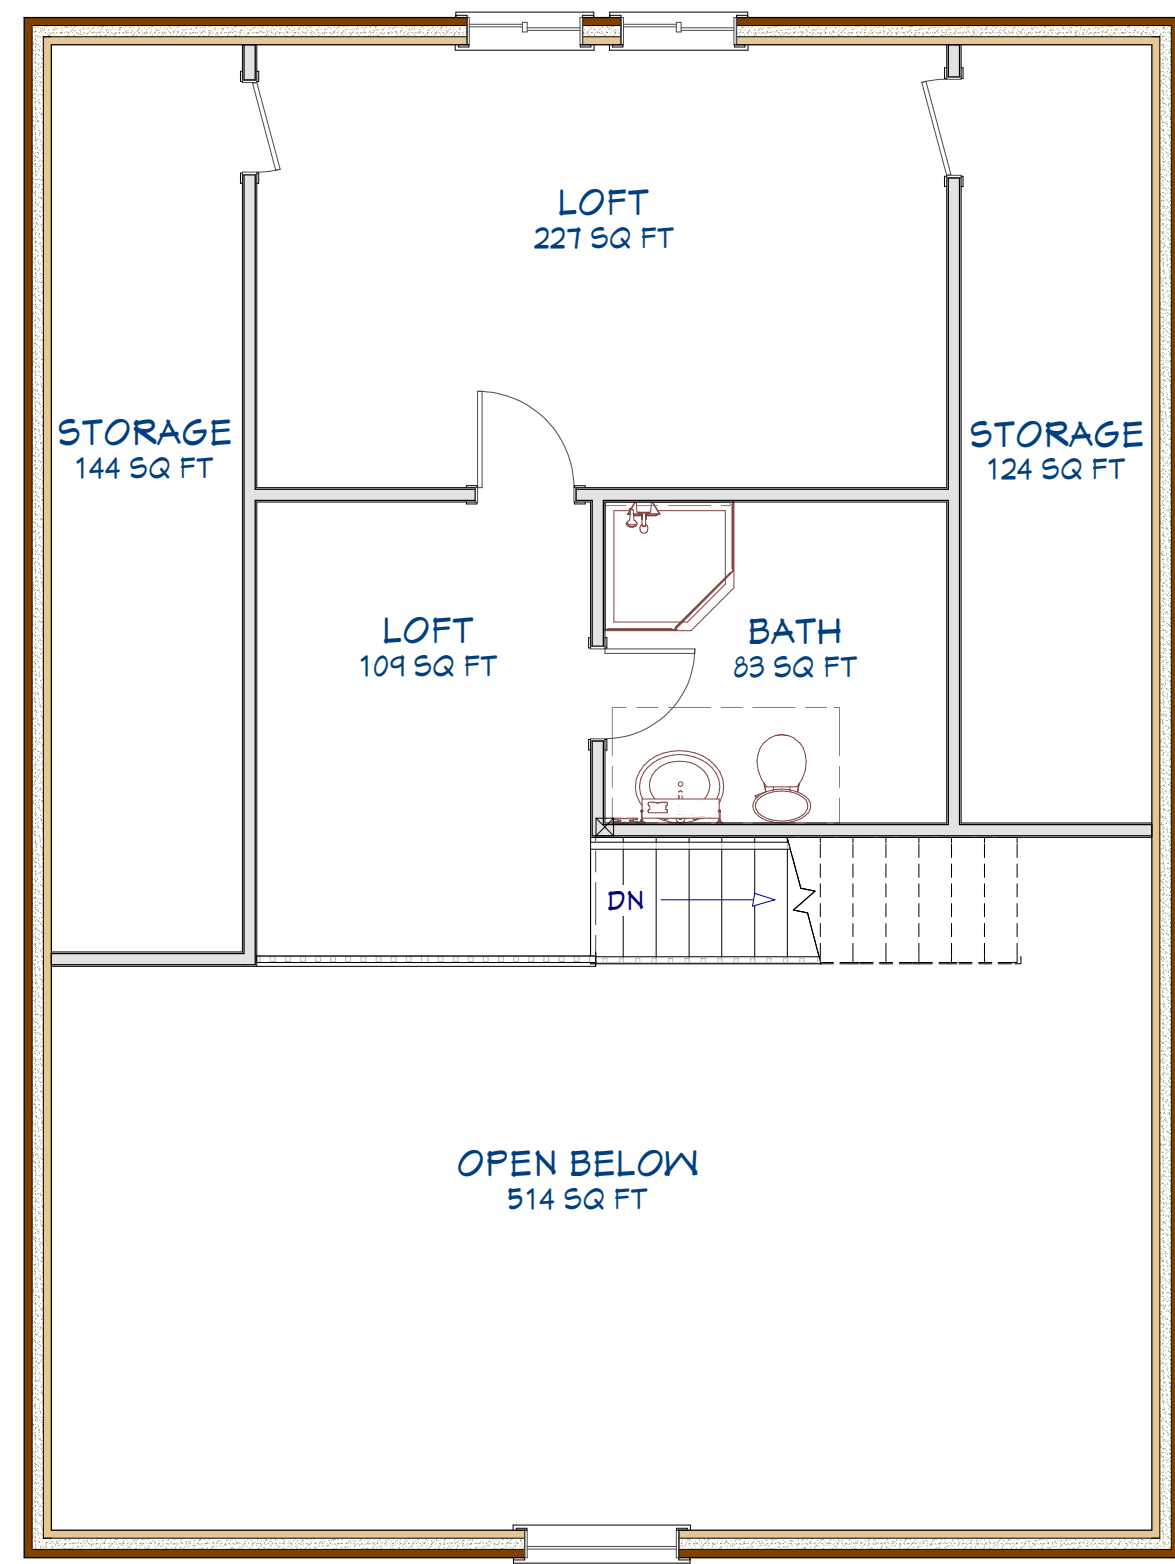 LOFT
227 SQ FT
STORAGE
144 SQ FT
STORAGE
124 SQ FT
LOFT
109 SQ FT
BATH
83 SQ FT
DN
OPEN BELOW
514 SQ FT